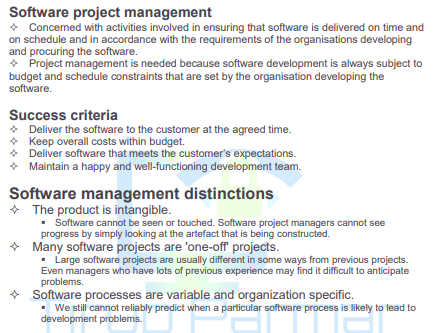 Software project management
✧ Concerned with activities involved in ensuring that software is delivered on time and
on schedule and in accordance with the requirements of the organisations developing
and procuring the software.
✧ Project management is needed because software development is always subject to
budget and schedule constraints that are set by the organisation developing the
software.
Success criteria
✧ Deliver the software to the customer at the agreed time.
✧ Keep overall costs within budget.
✧ Deliver software that meets the customer's expectations.
✧ Maintain a happy and well-functioning development team.
Software management distinctions
✧ The product is intangible.
▪ Software cannot be seen or touched. Software project managers cannot see
progress by simply looking at the artefact that is being constructed.
✧ Many software projects are 'one-off' projects.
▪ Large software projects are usually different in some ways from previous projects.
Even managers who have lots of previous experience may find it difficult to anticipate
problems.
✧ Software processes are variable and organization specific.
▪ We still cannot reliably predict when a particular software process is likely to lead to
development problems.